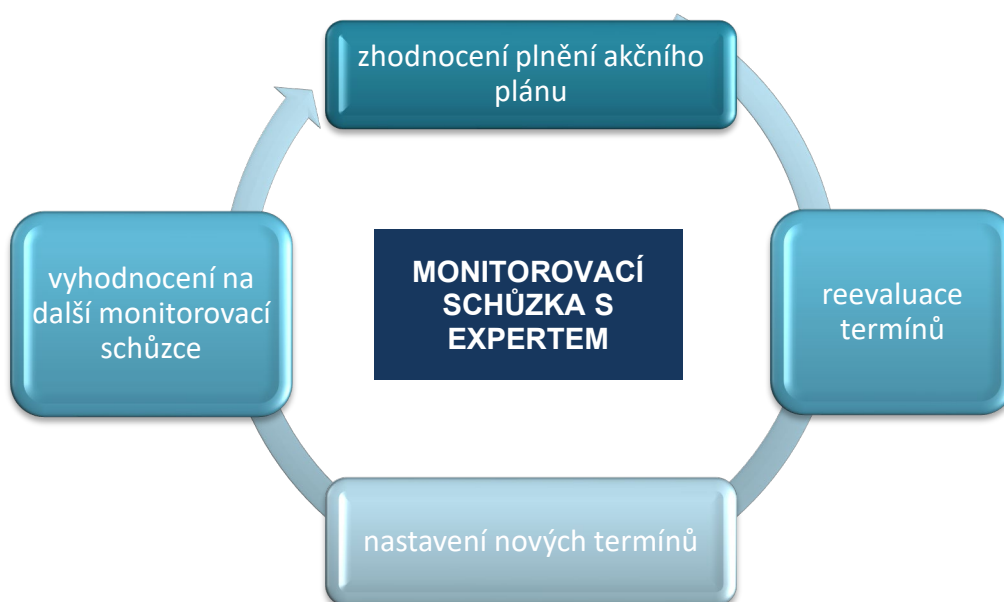 zhodnocení plnění akčního
plánu
vyhodnocení na
další monitorovací
schůzce
MONITOROVACÍ
SCHŮZKA S
EXPERTEM
reevaluace
termínů
nastavení nových termínů